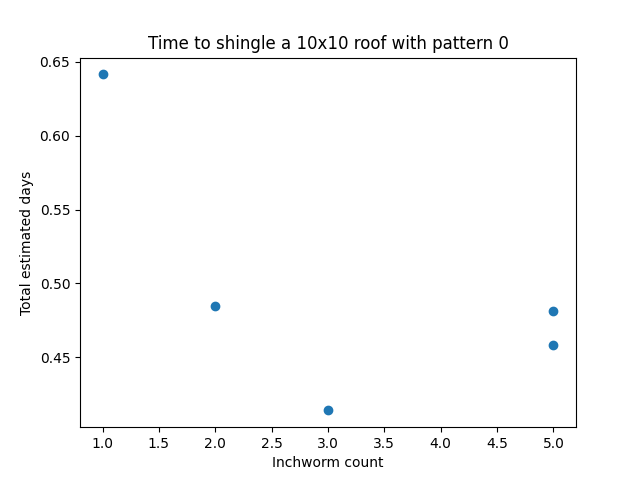 Time to shingle a 10x10 roof with pattern 0
0.65
0.60
0.55
0.50
0.45
Total estimated days
1.0 1.5 2.0 2.5 3.0 3.5 4.0 4.5 5.0
Inchworm count